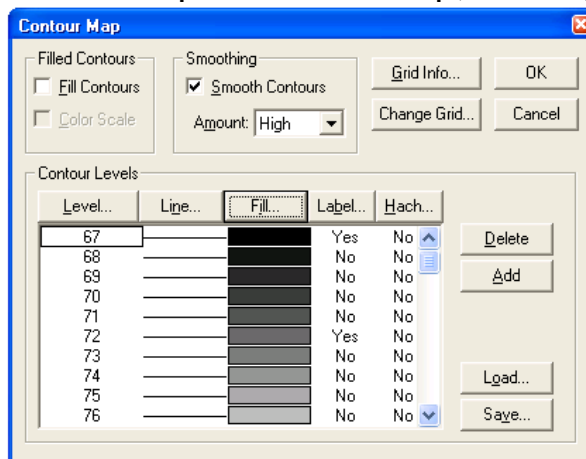 Contour Map
Filled Contours
Fill Contours
Color Scale
Smoothing
Smooth Contours
Amount: High
Grid Info...
OK
Change Grid...
Cancel
Contour Levels
Level... Line... Fill... Label... Hach...
67 Yes No
68 No No
69 No No
70 No No
71 No No
72 Yes No
73 No No
74 No No
75 No No
76 No No
Delete
Add
Load...
Save...